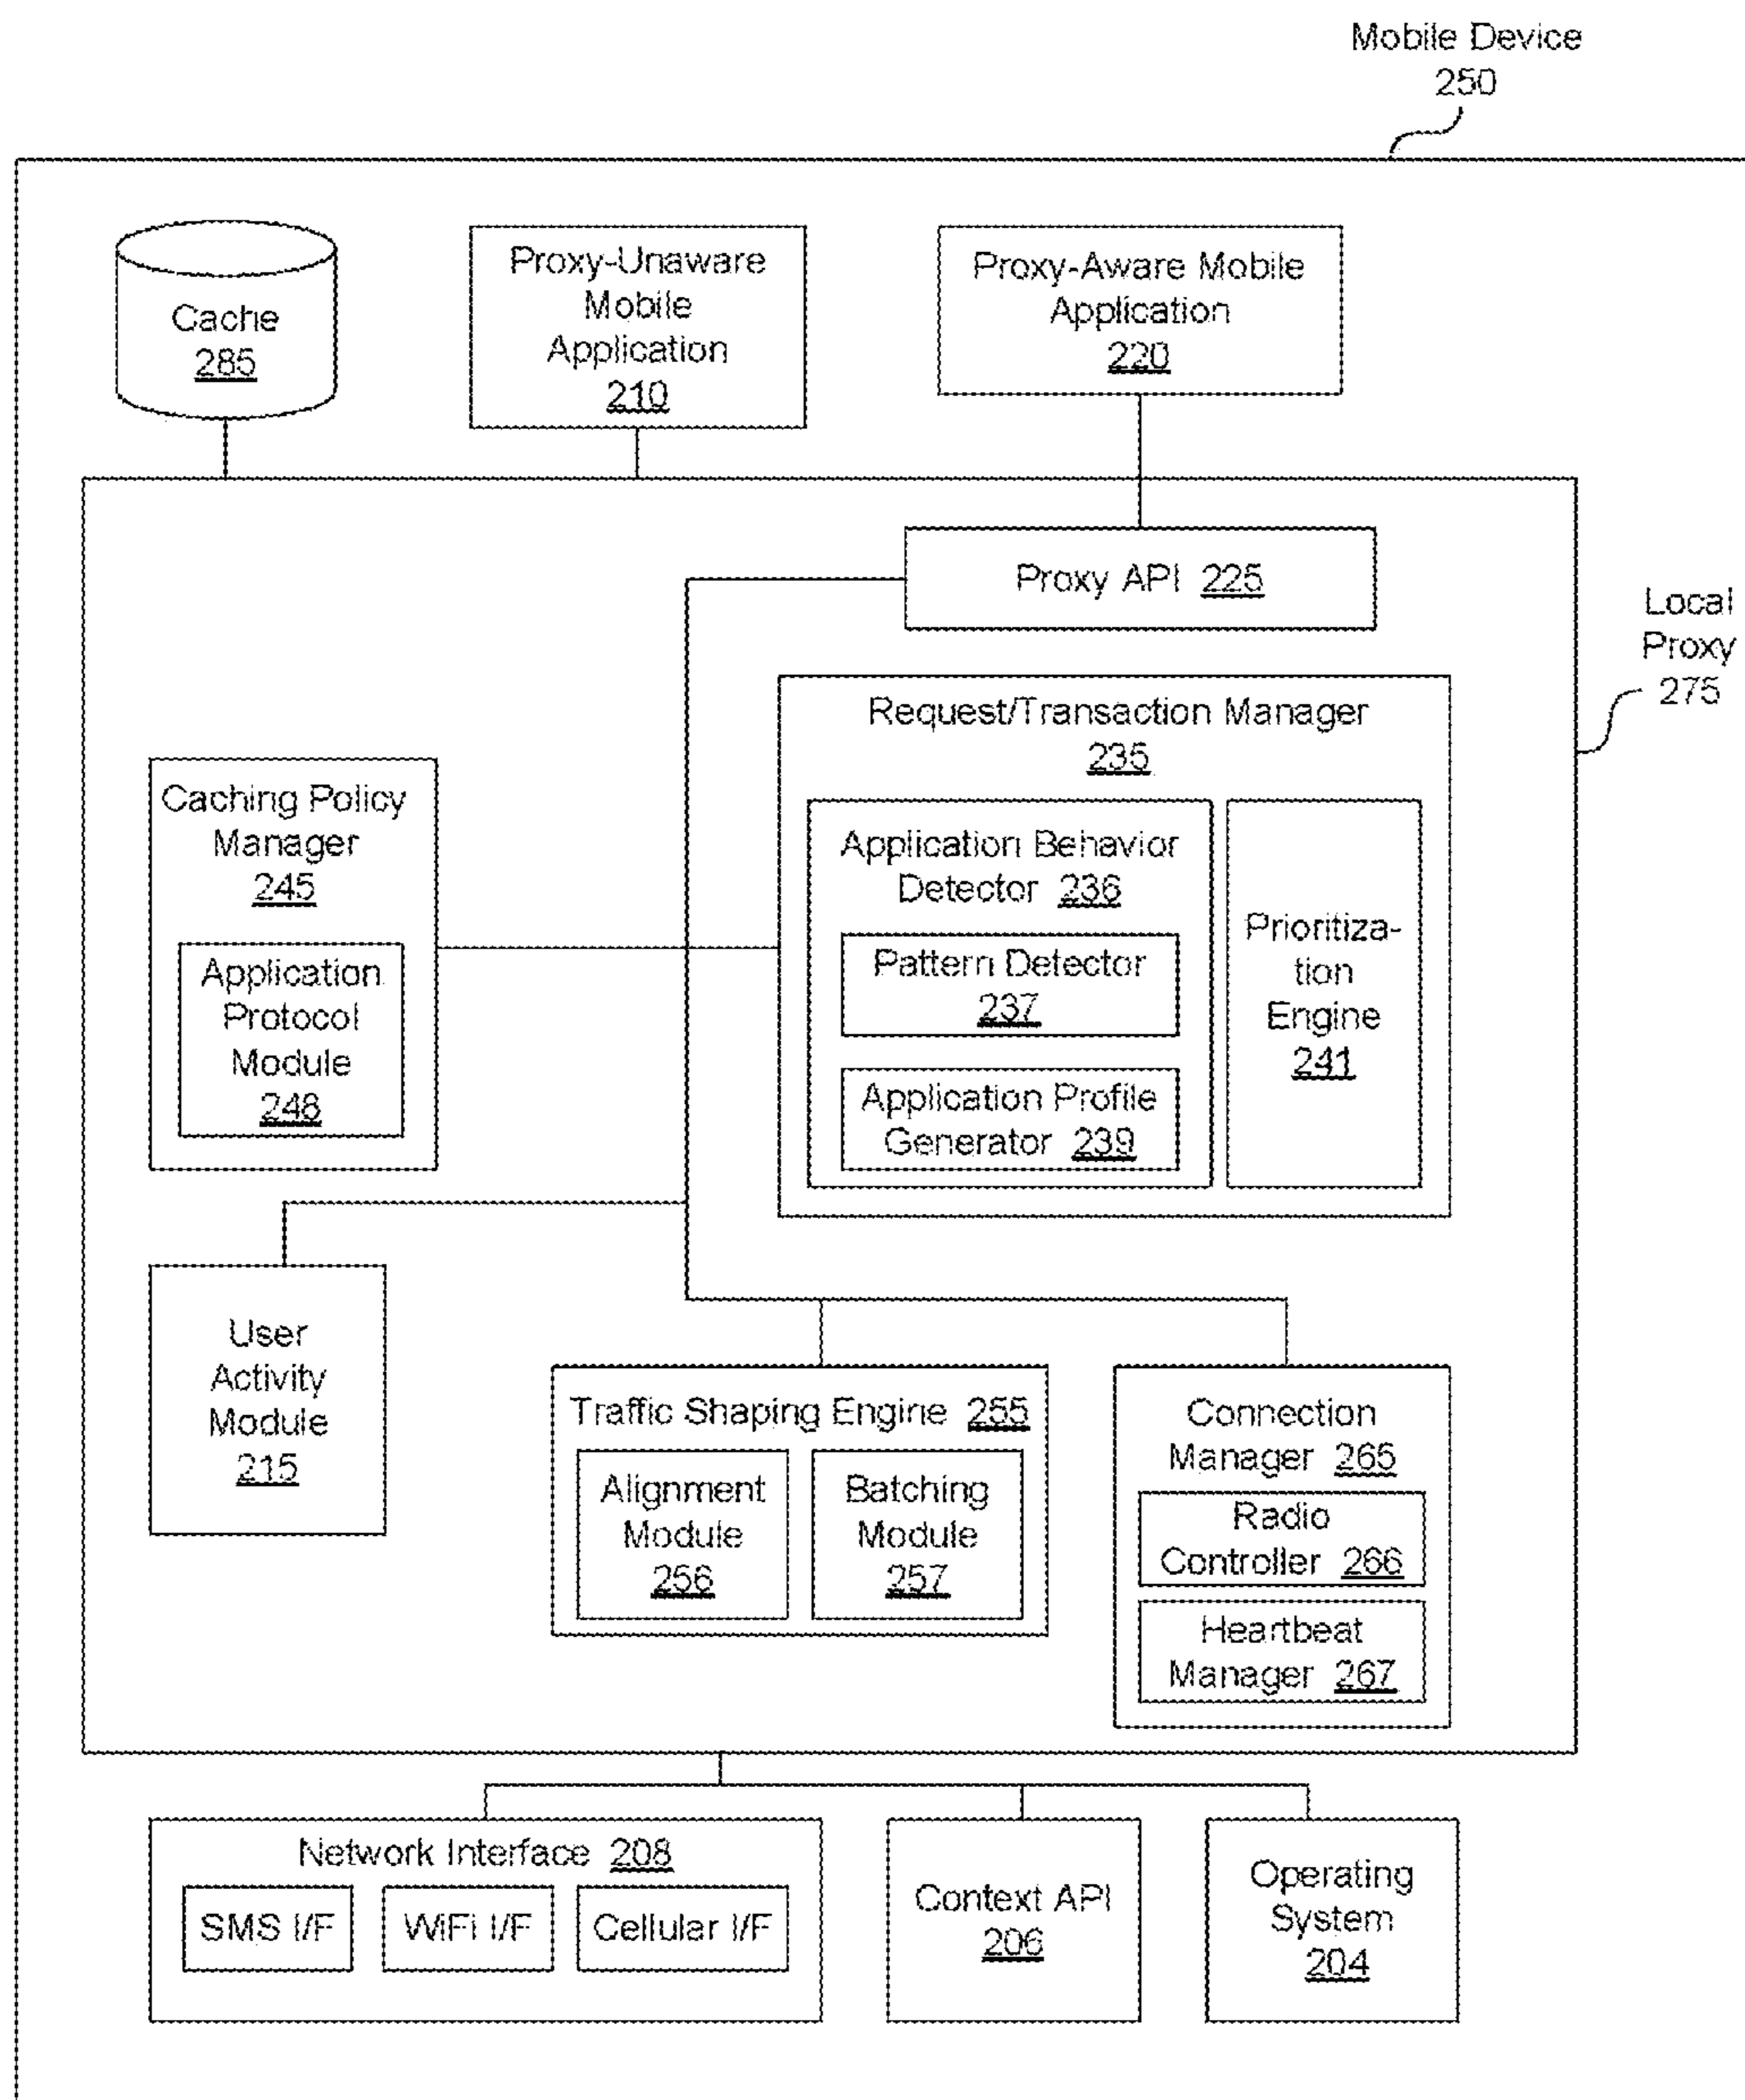 Mobile Device
250
Cache
285
Proxy-Unaware
Mobile
Application
210
Proxy-Aware Mobile
Application
220
Proxy API 225
Local
Proxy
275
Request/Transaction Manager
235
Caching Policy
Manager
245
Application
Protocol
Module
248
Application Behavior
Detector 236
Pattern Detector
237
Application Profile
Generator 239
Prioritiza-
tion
Engine
241
User
Activity
Module
215
Traffic Shaping Engine 255
Alignment
Module
256
Batching
Module
257
Connection
Manager 265
Radio
Controller 266
Heartbeat
Manager 267
Network Interface 208
SMS I/F
WiFi I/F
Cellular I/F
Context API
206
Operating
System
204